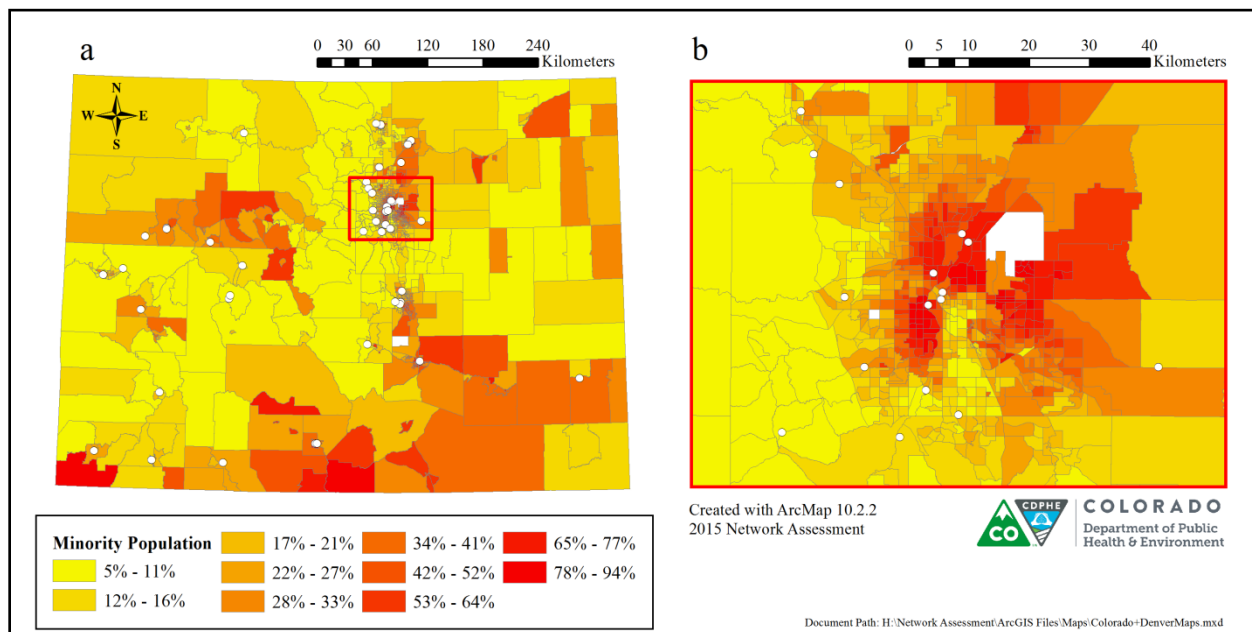 a
0 30 60 120 180 240
Kilometers
N
W E
S
b
0 5 10 20 30 40
Kilometers
Minority Population
5% - 11%
12% - 16%
17% - 21%
22% - 27%
28% - 33%
34% - 41%
42% - 52%
53% - 64%
65% - 77%
78% - 94%
Created with ArcMap 10.2.2
2015 Network Assessment
CO
CDPHE
COLORADO
Department of Public
Health & Environment
Document Path: H:\Network Assessment\ArcGIS Files\Maps\Colorado+DenverMaps.mxd